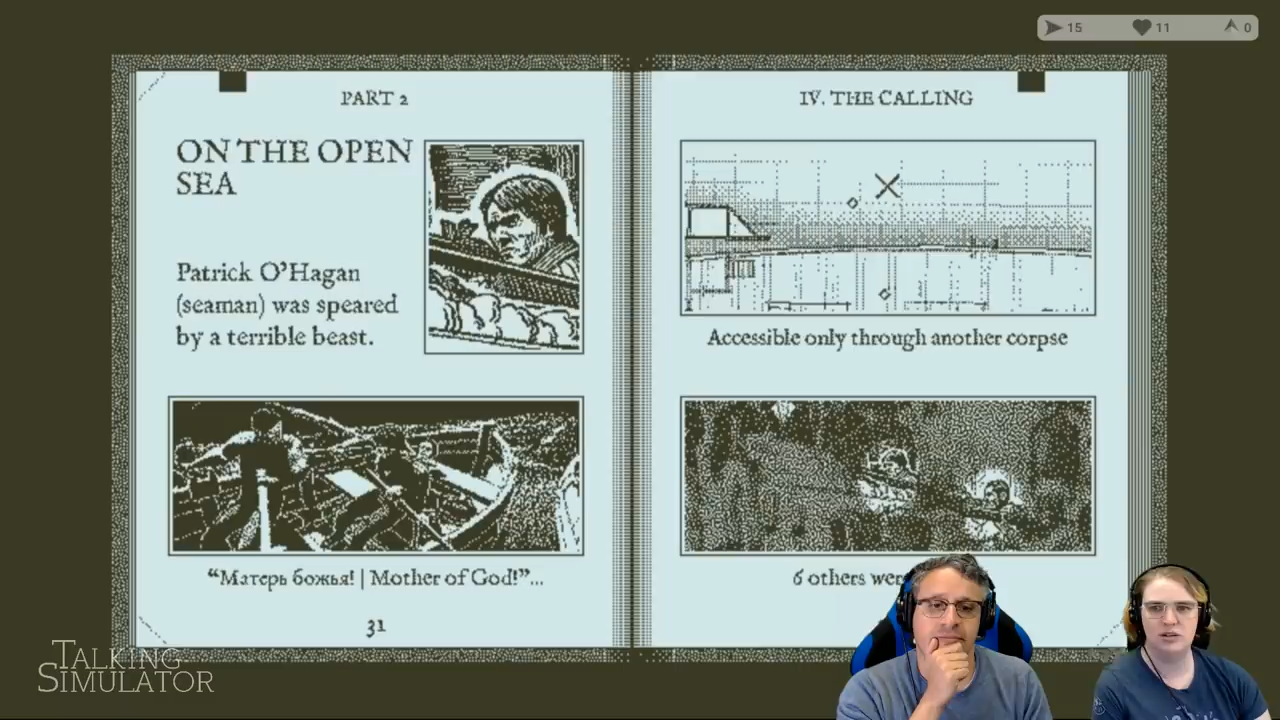 15
11
0
PART 2
ON THE OPEN
SEA
Patrick O'Hagan
(seaman) was speared
by a terrible beast.
"Матерь божья! | Mother of God!"...
31
IV. THE CALLING
Accessible only through another corpse
6 others wer
TALKING
SIMULATOR